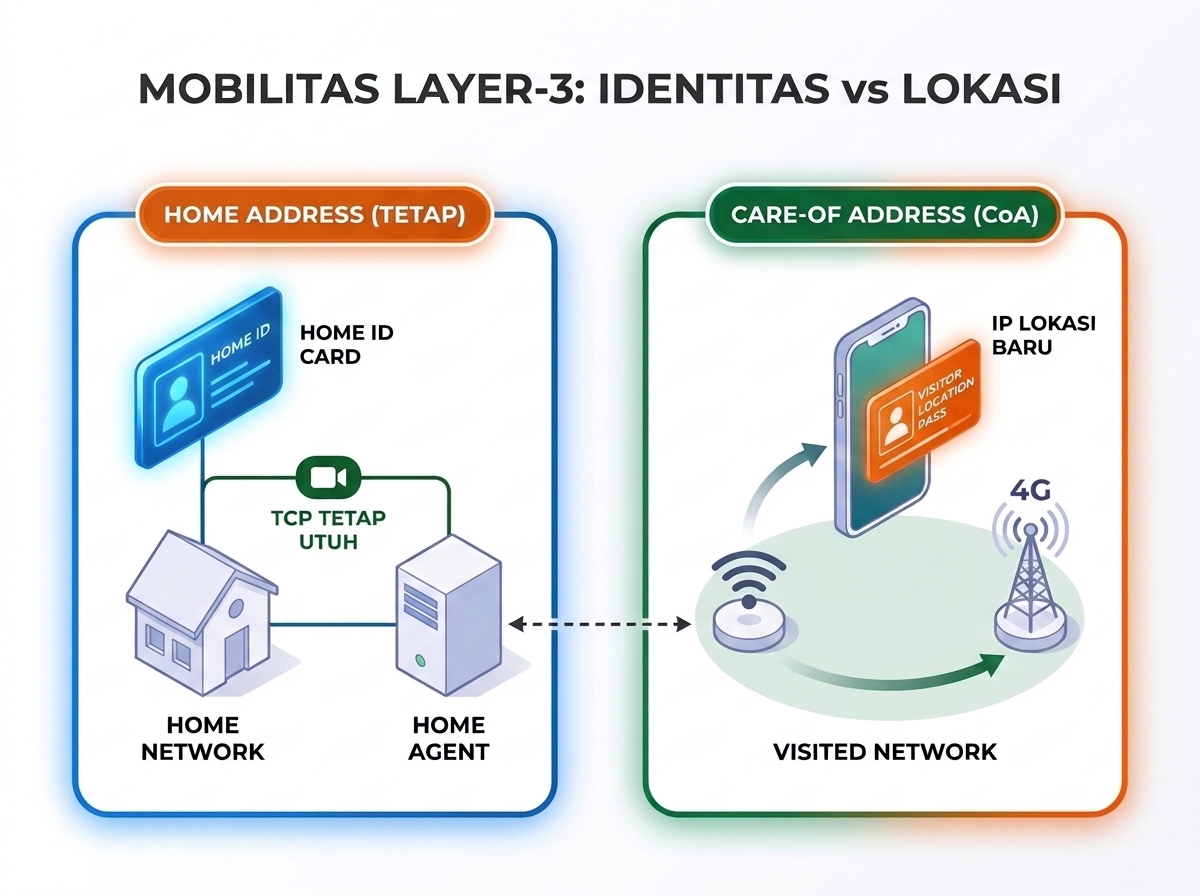 MOBILITAS LAYER-3: IDENTITAS vs LOKASI
HOME ADDRESS (TETAP)
HOME ID
HOME ID
CARD
TCP TETAP
UTUH
HOME
NETWORK
HOME
AGENT
CARE-OF ADDRESS (CoA)
IP LOKASI
BARU
VISITOR
LOCATION
PASS
4G
VISITED NETWORK